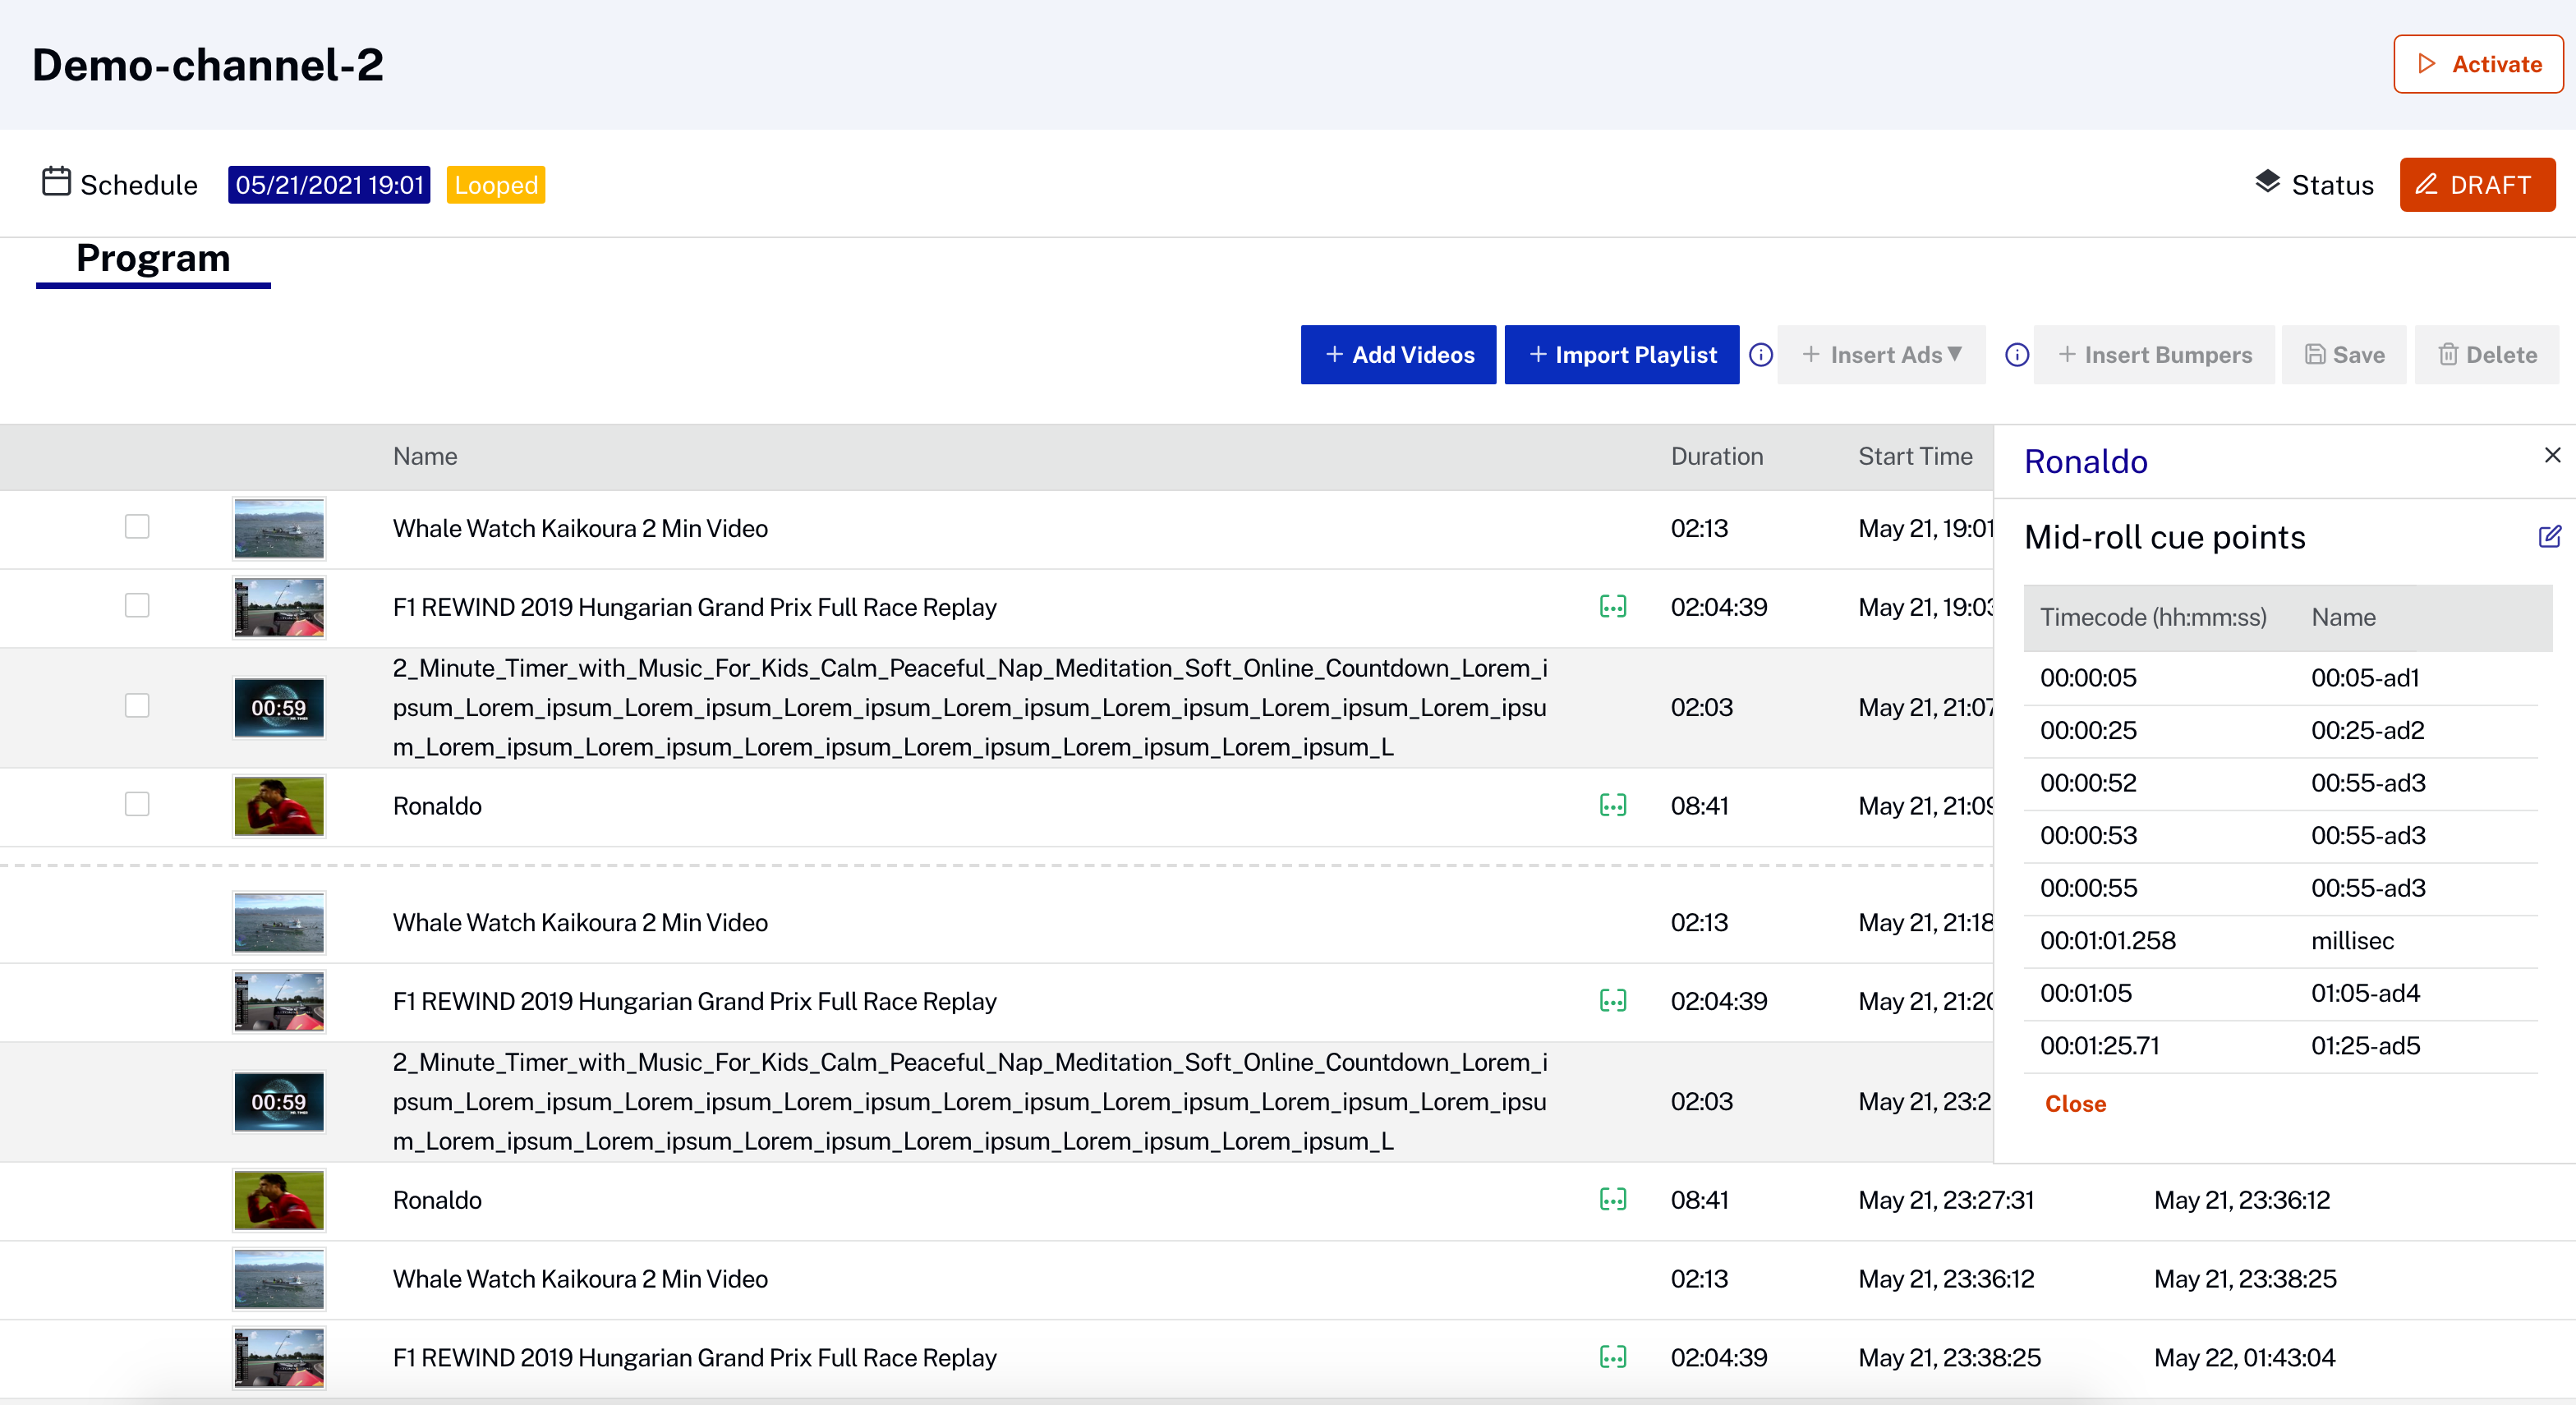 Demo-channel-2
Activate
Schedule 05/21/2021 19:01 Looped
Status DRAFT
Program
Add Videos Import Playlist Insert Ads Insert Bumpers Save Delete
Name Duration Start Time
Whale Watch Kaikoura 2 Min Video 02:13 May 21, 19:01
F1 REWIND 2019 Hungarian Grand Prix Full Race Replay 02:04:39 May 21, 19:03
2_Minute_Timer_with_Music_For_Kids_Calm_Peaceful_Nap_Meditation_Soft_Online_Countdown_Lorem_i
psum_Lorem_ipsum_Lorem_ipsum_Lorem_ipsum_Lorem_ipsum_Lorem_ipsum_Lorem_ipsum_Lorem_ipsu
m_Lorem_ipsum_Lorem_ipsum_Lorem_ipsum_Lorem_ipsum_Lorem_ipsum_Lorem_ipsum_L
00:59
02:03 May 21, 21:07
Ronaldo 08:41 May 21, 21:09
Whale Watch Kaikoura 2 Min Video 02:13 May 21, 21:18
F1 REWIND 2019 Hungarian Grand Prix Full Race Replay 02:04:39 May 21, 21:20
2_Minute_Timer_with_Music_For_Kids_Calm_Peaceful_Nap_Meditation_Soft_Online_Countdown_Lorem_i
psum_Lorem_ipsum_Lorem_ipsum_Lorem_ipsum_Lorem_ipsum_Lorem_ipsum_Lorem_ipsum_Lorem_ipsu
m_Lorem_ipsum_Lorem_ipsum_Lorem_ipsum_Lorem_ipsum_Lorem_ipsum_Lorem_ipsum_L
00:59
02:03 May 21, 23:2
Ronaldo 08:41 May 21, 23:27:31 May 21, 23:36:12
Whale Watch Kaikoura 2 Min Video 02:13 May 21, 23:36:12 May 21, 23:38:25
F1 REWIND 2019 Hungarian Grand Prix Full Race Replay 02:04:39 May 21, 23:38:25 May 22, 01:43:04
Ronaldo
Mid-roll cue points
Timecode (hh:mm:ss) Name
00:00:05 00:05-ad1
00:00:25 00:25-ad2
00:00:52 00:55-ad3
00:00:53 00:55-ad3
00:00:55 00:55-ad3
00:01:01.258 millisec
00:01:05 01:05-ad4
00:01:25.71 01:25-ad5
Close